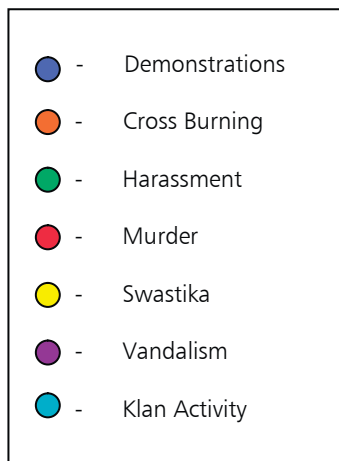 - Demonstrations
- Cross Burning
- Harassment
- Murder
- Swastika
- Vandalism
- Klan Activity